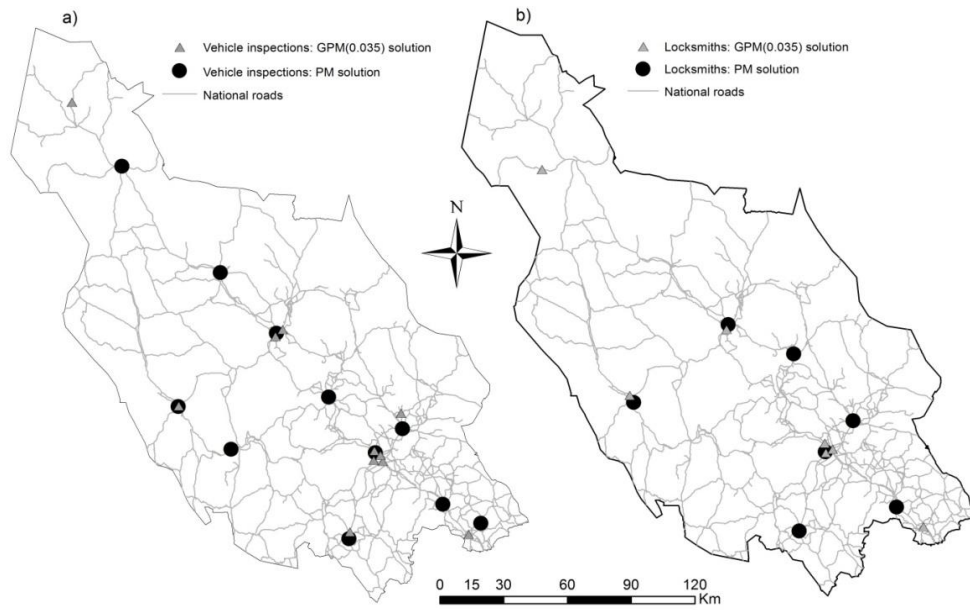 a)
Vehicle inspections: GPM(0.035) solution
Vehicle inspections: PM solution
National roads
b)
Locksmiths: GPM(0.035) solution
Locksmiths: PM solution
National roads
N
0 15 30 60 90 120
Km